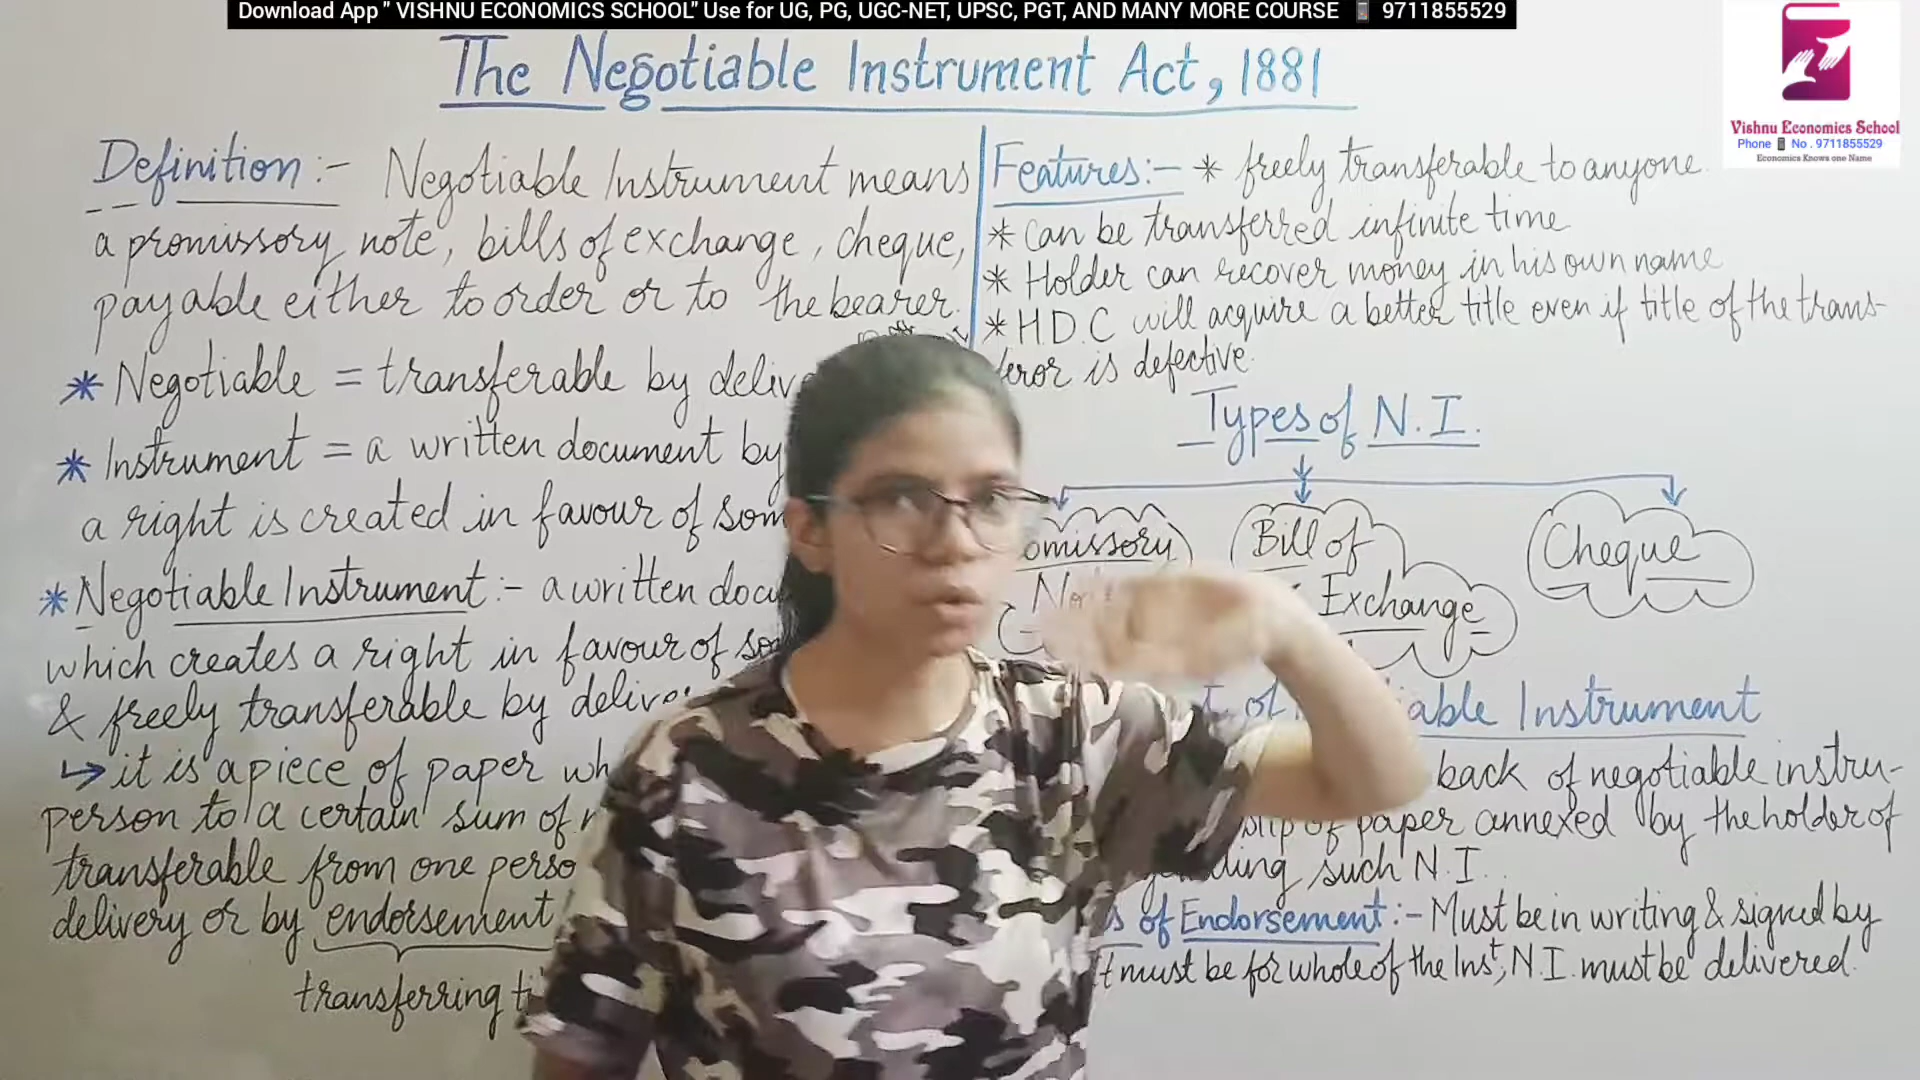 Download App " VISHNU ECONOMICS SCHOOL" Use for UG, PG, UGC-NET, UPSC, PGT, AND MANY MORE COURSE 9711855529
The Negotiable Instrument Act, 1881
Vishnu Economics School
Phone No. 9711855529
Economics Knows one Name
Definition :- Negotiable Instrument means
a promissory note, bills of exchange, cheque,
payable either to order or to the bearer.
* Negotiable = transferable by
* Instrument = a written document by
a right is created in favour of
* Negotiable Instrument :- a written
which creates a right in favour of
& freely transferable by
↳ it is a piece of paper
person to a certain sum of
transferable from one
delivery or by endorsement
transferring
Features :- * freely transferable to anyone.
* Can be transferred infinite time
* Holder can recover money in his own name
* H.D.C will acquire a better title even if title of the trans-
feror is defective.
Types of N.I.
Bill of
Exchange
Cheque
of Instrument
back of negotiable instru-
slip of paper annexed by the holder of
such N.I.
of Endorsement :- Must be in writing & signed by
must be for whole of the Inst, N.I. must be delivered.